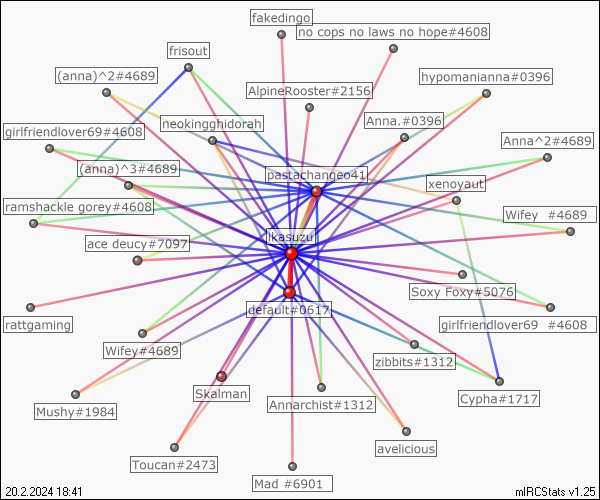 fakedingo
no cops no laws no hope#4608
frisout
(anna)^2#4689
hypomanianna#0396
AlpineRooster#2156
neokingghidorah
Anna.#0396
girlfriendlover69#4608
Anna^2#4689
(anna)^3#4689
pastachangeo41
xenoyaut
ramshackle gorey#4608
Wifey  #4689
ikasuzu
ace deucy#7097
Soxy Foxy#5076
default#0617
rattgaming
girlfriendlover69  #4608
Wifey#4689
zibbits#1312
Skalman
Cypha#1717
Mushy#1984
Annarchist#1312
avelicious
Toucan#2473
Mad #6901
20.2.2024 18:41
mIRCStats v1.25